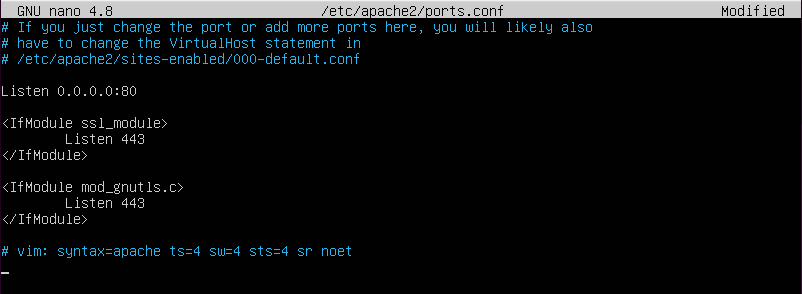 GNU nano 4.8 /etc/apache2/ports.conf Modified
# If you just change the port or add more ports here, you will likely also
# have to change the VirtualHost statement in
# /etc/apache2/sites-enabled/000-default.conf
Listen 0.0.0.0:80
<IfModule ssl_module>
Listen 443
</IfModule>
<IfModule mod_gnutls.c>
Listen 443
</IfModule>
# vim: syntax=apache ts=4 sw=4 sts=4 sr noet